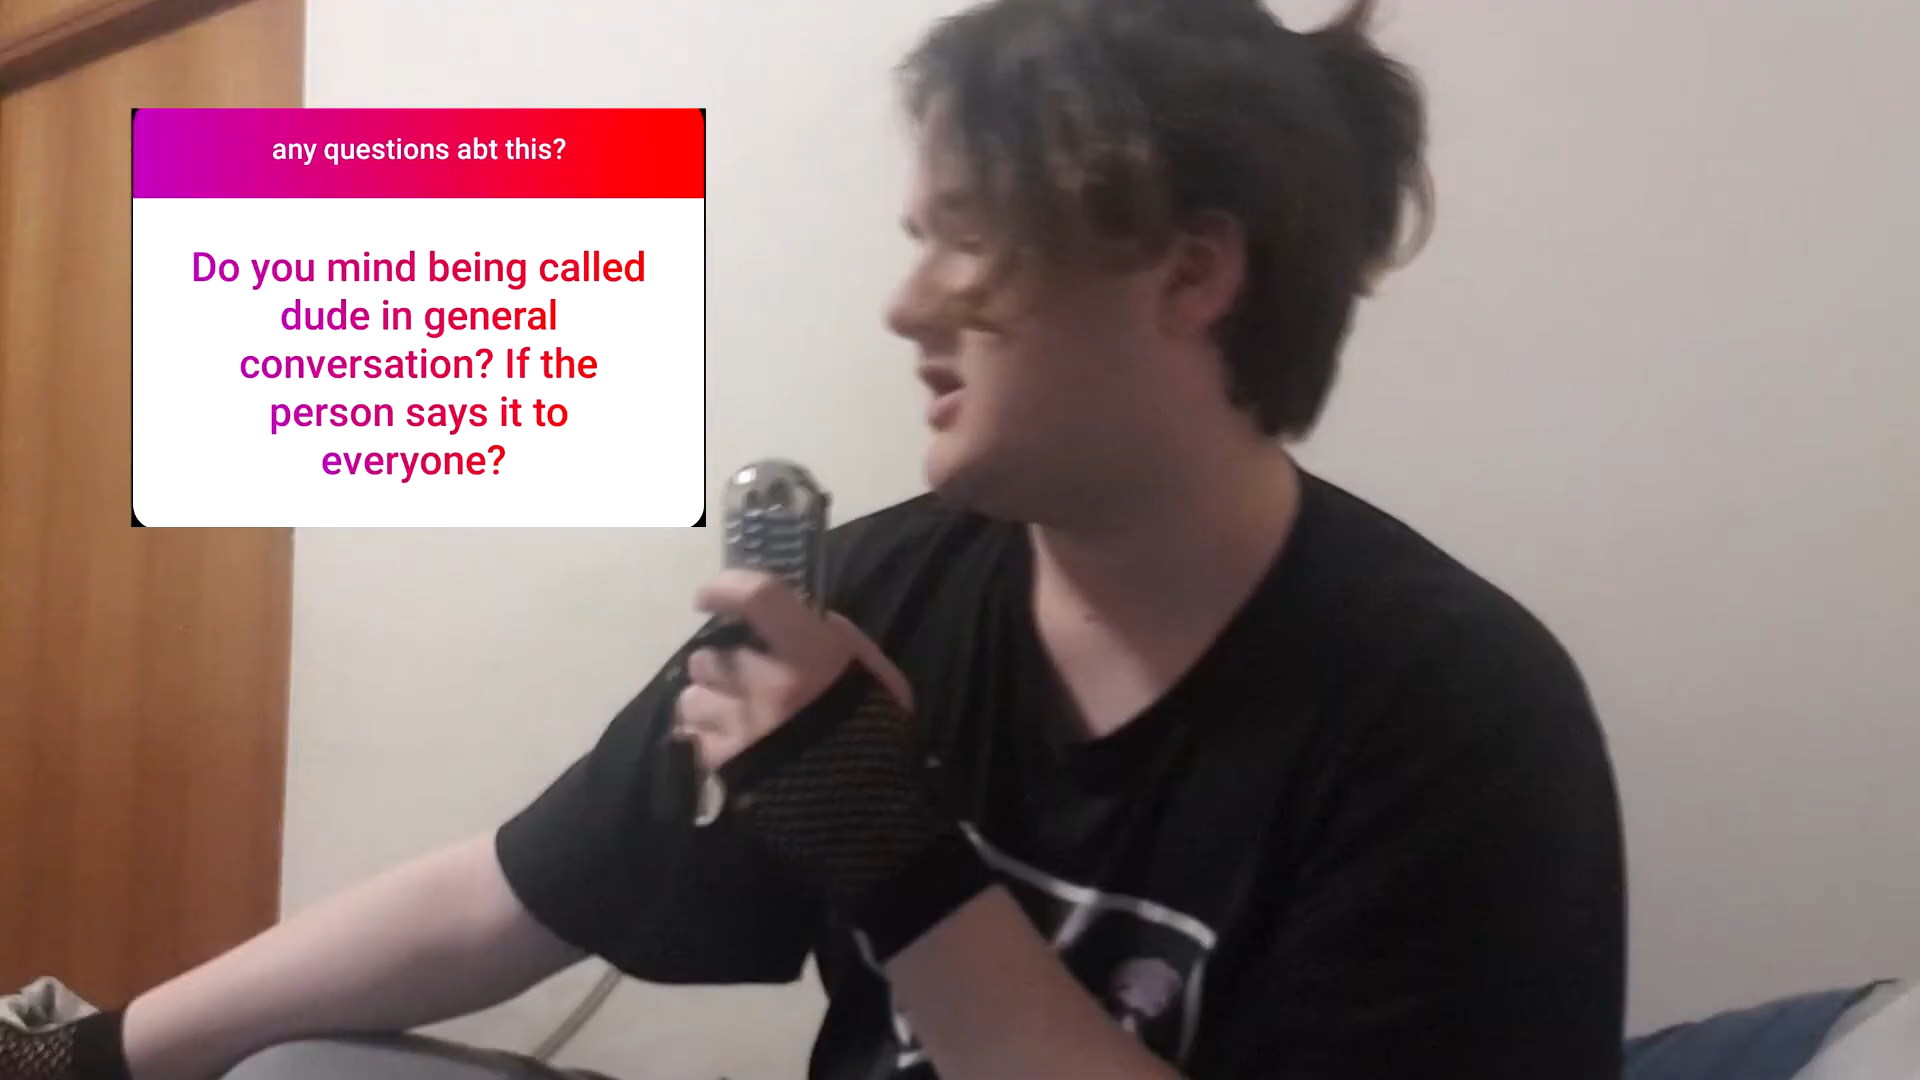 any questions abt this?
Do you mind being called
dude in general
conversation? If the
person says it to
everyone?